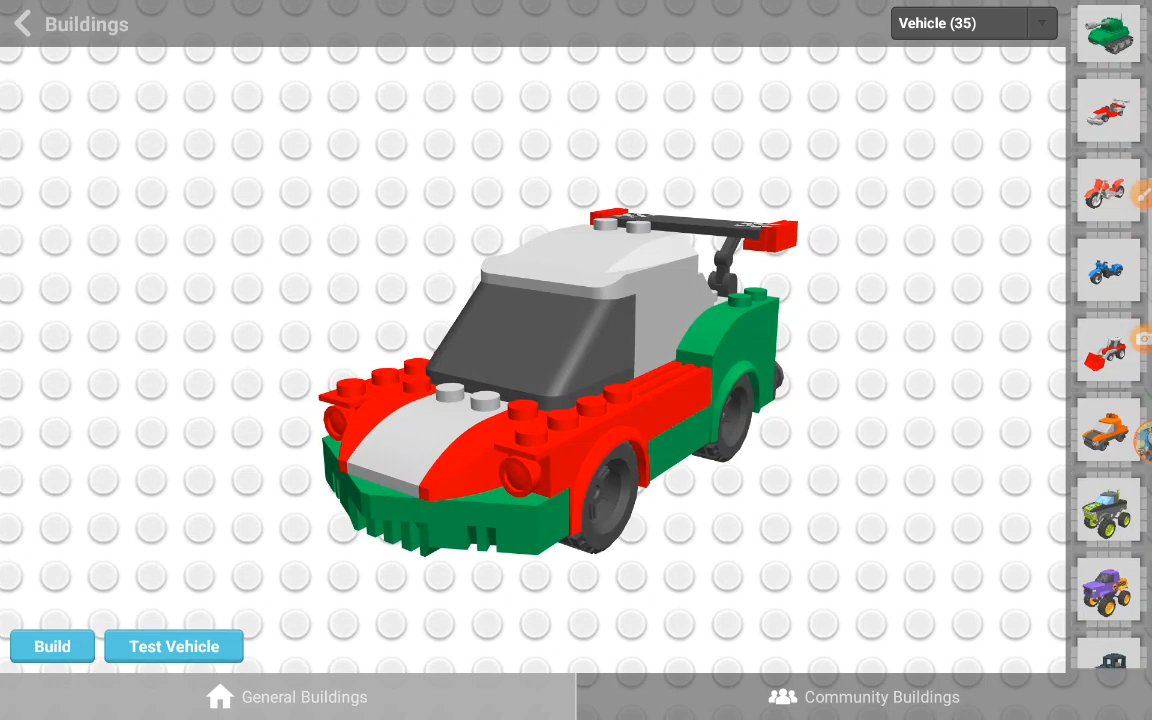 Buildings
Vehicle (35)
Build
Test Vehicle
General Buildings
Community Buildings